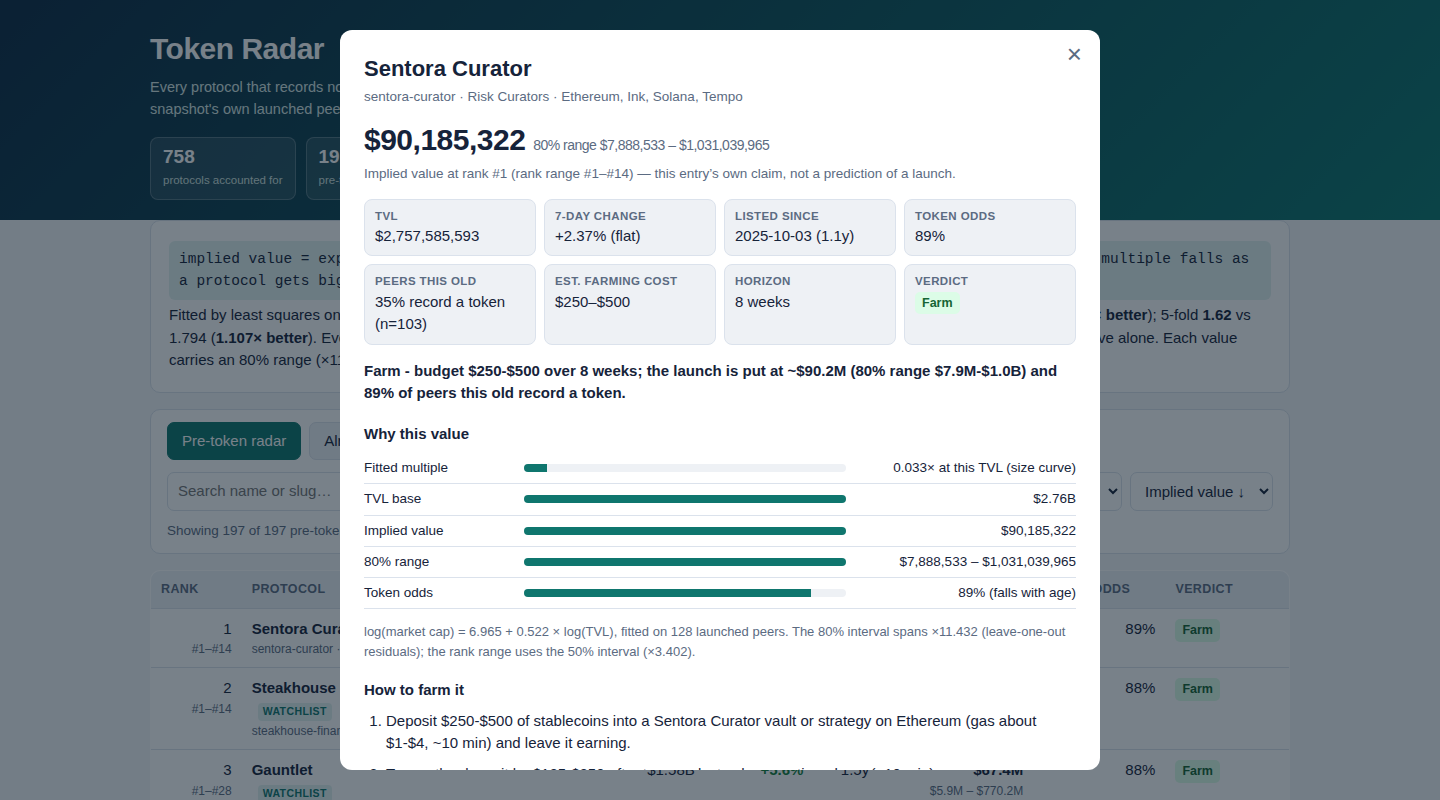 Token Radar
Every protocol that records no
snapshot's own launched pee
758
protocols accounted for
19
pre-
implied value = exp
multiple falls as
a protocol gets big
Fitted by least squares on
better); 5-fold 1.62 vs
1.794 (1.107× better). Eve
ve alone. Each value
carries an 80% range (×11
Pre-token radar
Alr
Search name or slug…
Implied value ↓
Showing 197 of 197 pre-toke
RANK PROTOCOL ODDS VERDICT
1 Sentora Cura 89% Farm
#1–#14 sentora-curator ·
2 Steakhouse 88% Farm
#1–#14 WATCHLIST
steakhouse-finan
3 Gauntlet 88% Farm
#1–#28 WATCHLIST $5.9M – $770.2M
Sentora Curator
×
sentora-curator · Risk Curators · Ethereum, Ink, Solana, Tempo
$90,185,322 80% range $7,888,533 – $1,031,039,965
Implied value at rank #1 (rank range #1–#14) — this entry’s own claim, not a prediction of a launch.
TVL
$2,757,585,593
7-DAY CHANGE
+2.37% (flat)
LISTED SINCE
2025-10-03 (1.1y)
TOKEN ODDS
89%
PEERS THIS OLD
35% record a token
(n=103)
EST. FARMING COST
$250–$500
HORIZON
8 weeks
VERDICT
Farm
Farm - budget $250-$500 over 8 weeks; the launch is put at ~$90.2M (80% range $7.9M-$1.0B) and
89% of peers this old record a token.
Why this value
Fitted multiple 0.033× at this TVL (size curve)
TVL base $2.76B
Implied value $90,185,322
80% range $7,888,533 – $1,031,039,965
Token odds 89% (falls with age)
log(market cap) = 6.965 + 0.522 × log(TVL), fitted on 128 launched peers. The 80% interval spans ×11.432 (leave-one-out
residuals); the rank range uses the 50% interval (×3.402).
How to farm it
1. Deposit $250-$500 of stablecoins into a Sentora Curator vault or strategy on Ethereum (gas about
$1-$4, ~10 min) and leave it earning.